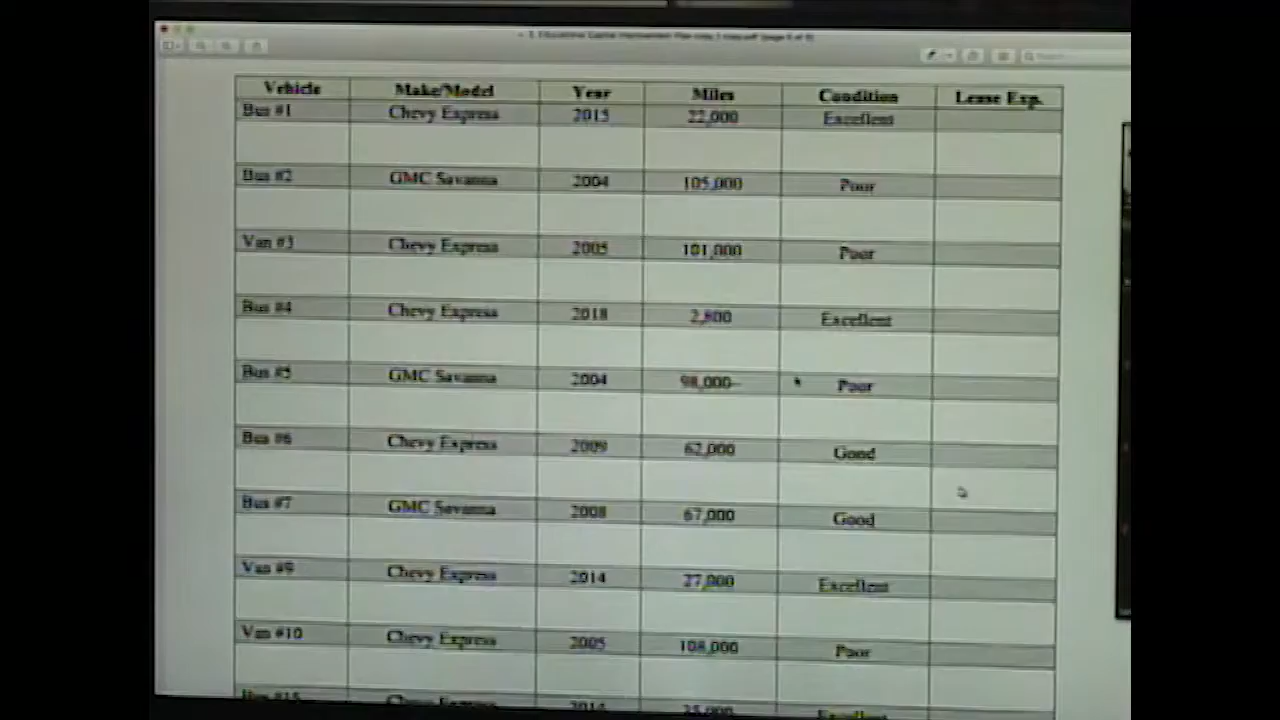 Vehicle Make/Model Year Miles Condition Lease Exp.
Bus #1 Chevy Express 2015 22,000 Excellent
Bus #2 GMC Savanna 2004 105,000 Poor
Van #3 Chevy Express 2005 101,000 Poor
Bus #4 Chevy Express 2018 2,800 Excellent
Bus #5 GMC Savanna 2004 98,000 Poor
Bus #6 Chevy Express 2009 62,000 Good
Bus #7 GMC Savanna 2008 67,000 Good
Van #9 Chevy Express 2014 27,000 Excellent
Van #10 Chevy Express 2005 108,000 Poor
Chevy Express 2014 Excellent